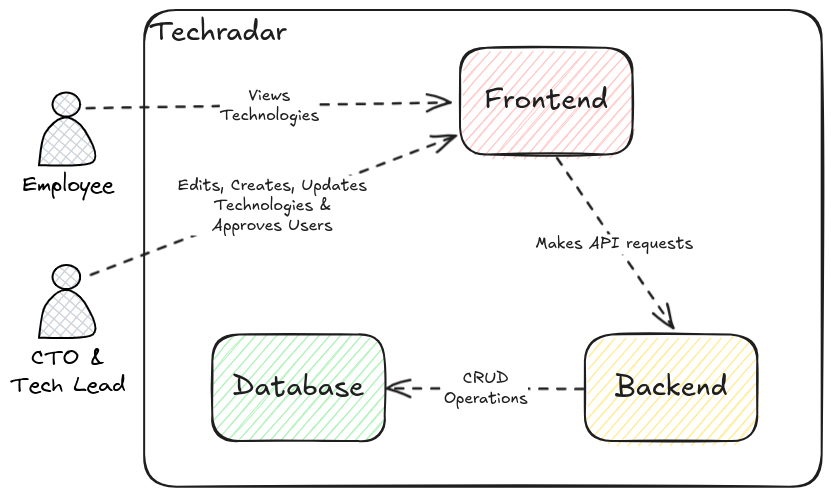 Techradar
Views
Technologies
Frontend
Employee
Edits, Creates, Updates
Technologies &
Approves Users
Makes API requests
CTO &
Tech Lead
Database
CRUD
Operations
Backend